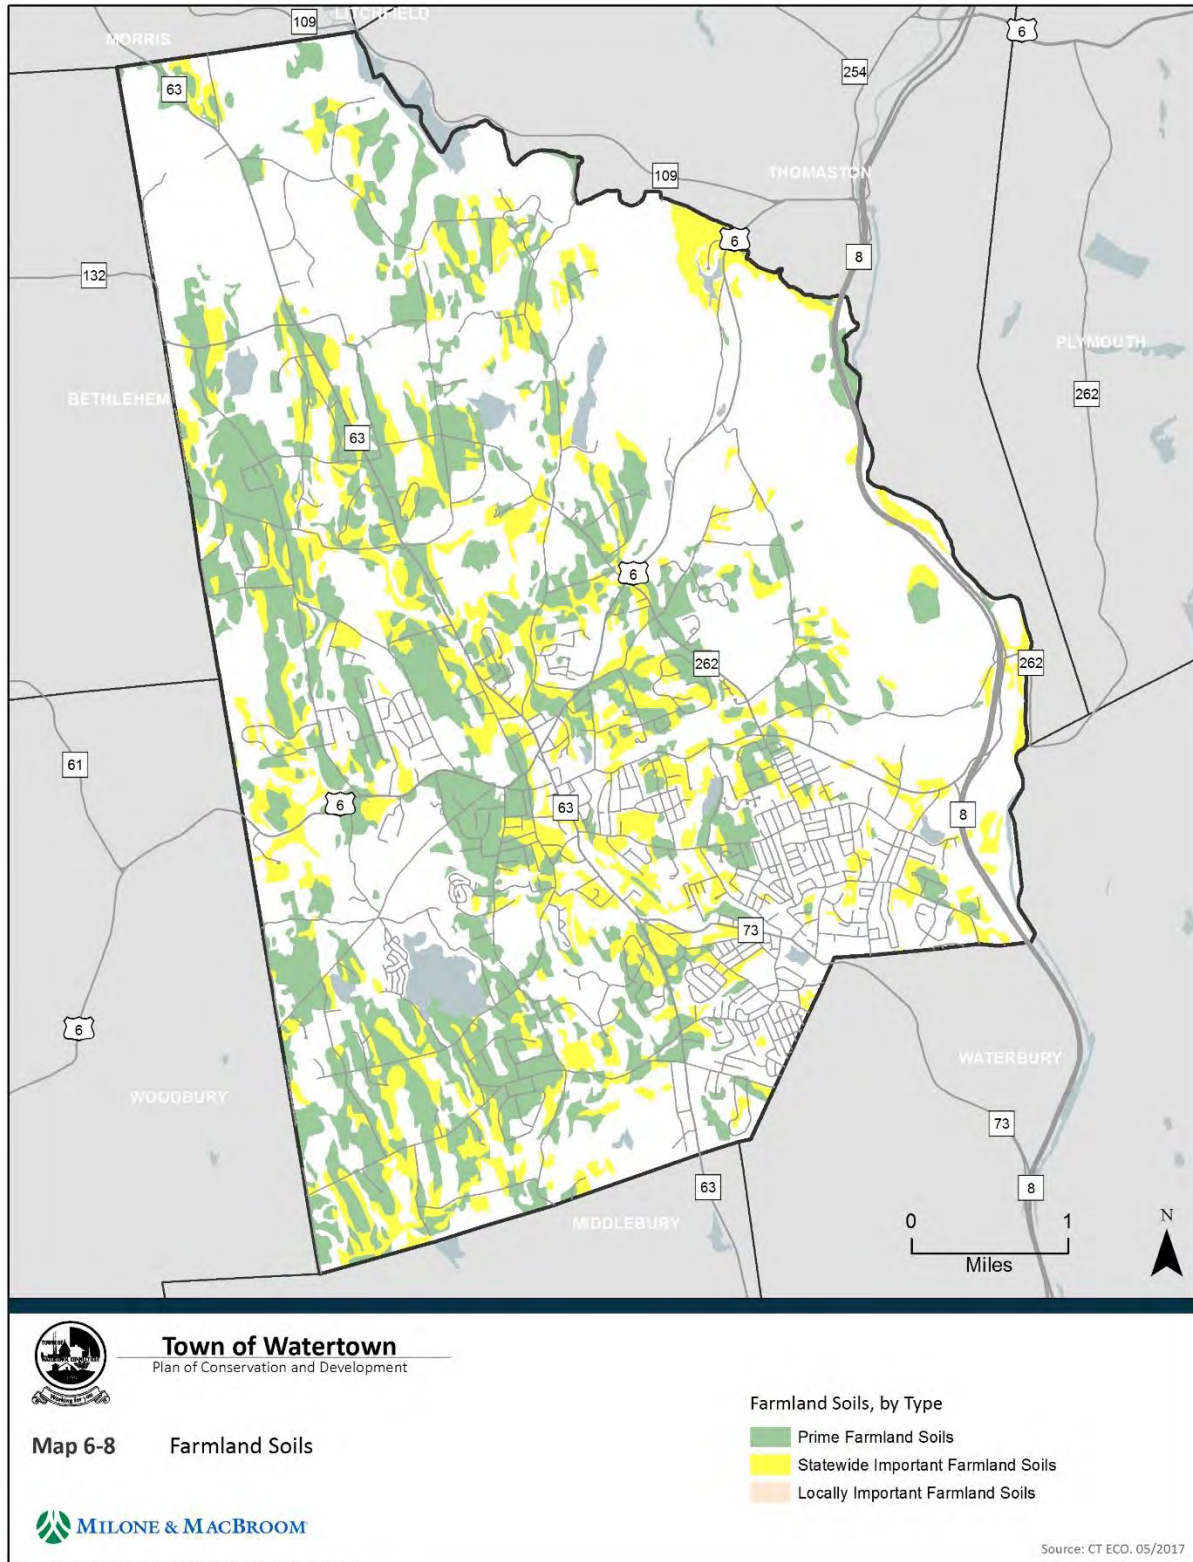 LITCHFIELD
109
6
MORRIS
254
63
109
THOMASTON
6
8
132
PLYMOUTH
262
BETHLEHEM
63
6
262
262
61
6
63
8
73
6
WATERBURY
WOODBURY
73
63
8
MIDDLEBURY
0 1
Miles
N
Town of Watertown
Plan of Conservation and Development
Map 6-8 Farmland Soils
MILONE & MACBROOM
Farmland Soils, by Type
Prime Farmland Soils
Statewide Important Farmland Soils
Locally Important Farmland Soils
Source: CT ECO. 05/2017